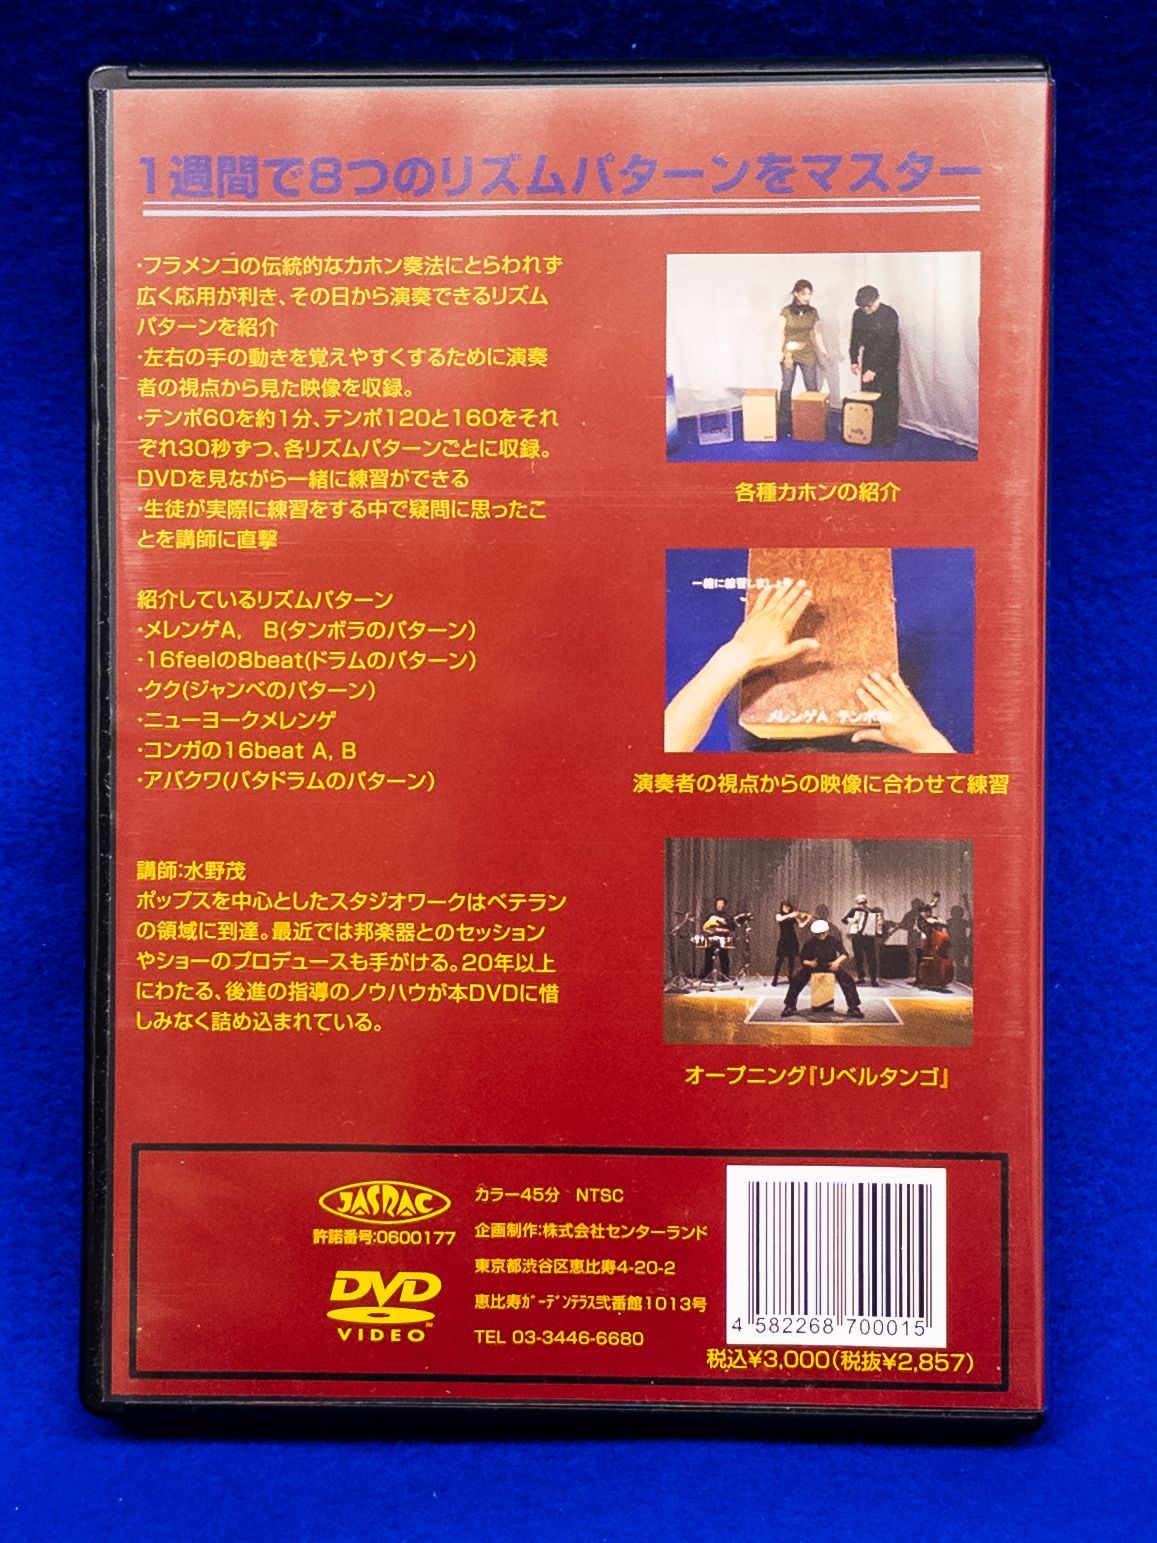 1週間で8つのリズムパターンをマスター
･フラメンコの伝統的なカホン奏法にとらわれず
広く応用が利き、その日から演奏できるリズム
パターンを紹介
･左右の手の動きを覚えやすくするために演奏
者の視点から見た映像を収録。
･テンポ60を約1分、テンポ120と160をそれ
ぞれ30秒ずつ、各リズムパターンごとに収録。
DVDを見ながら一緒に練習ができる
･生徒が実際に練習をする中で疑問に思ったこ
とを講師に直撃
各種カホンの紹介
紹介しているリズムパターン
･メレンゲA, B(タンボラのパターン)
･16feelの8beat(ドラムのパターン)
･クク(ジャンベのパターン)
･ニューヨークメレンゲ
･コンガの16beat A, B
･アバクワ(バタドラムのパターン)
一緒に練習しましょう
メレンゲA テンポ
演奏者の視点からの映像に合わせて練習
講師:水野茂
ポップスを中心としたスタジオワークはベテラン
の領域に到達。最近では邦楽器とのセッション
やショーのプロデュースも手がける。20年以上
にわたる、後進の指導のノウハウが本DVDに惜
しみなく詰め込まれている。
オープニング『リベルタンゴ』
JASRAC
許諾番号:0600177
DVD
VIDEO
カラー45分 NTSC
企画制作:株式会社センターランド
東京都渋谷区恵比寿4-20-2
恵比寿ｶﾞｰﾃﾞﾝﾃﾗｽ弐番館1013号
TEL 03-3446-6680
4 582268 700015
税込¥3,000(税抜¥2,857)